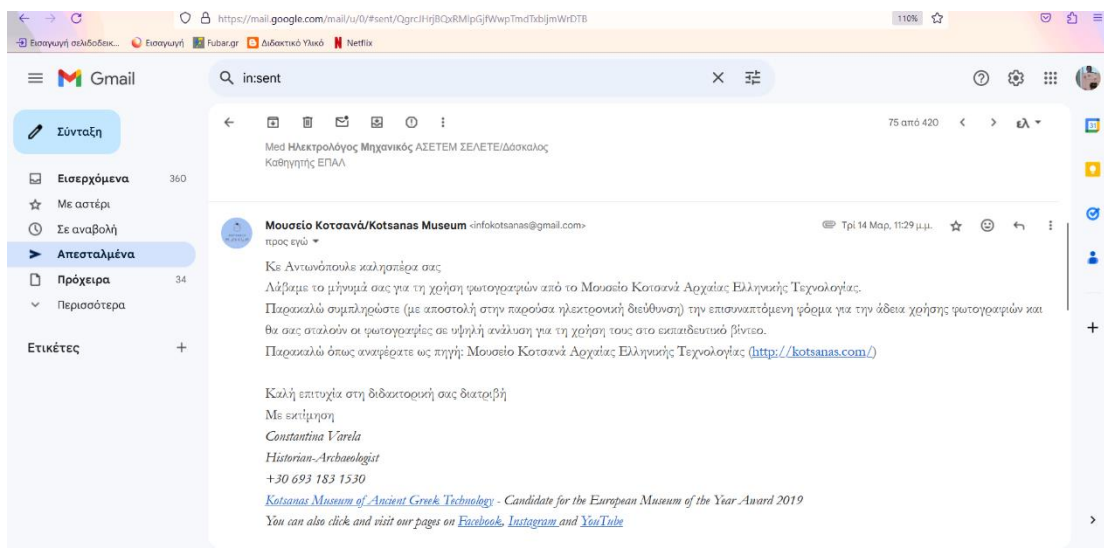 https://mail.google.com/mail/u/0/#sent/QgrcJHrjBQxRMlpGjfWwpTmdTxbljmWrDTB
110%
Εισαγωγή σελιδοδεικ...
Εισαγωγή
Fubar.gr
Διδακτικό Υλικό
Netflix
Gmail
in:sent
Σύνταξη
75 από 420
ελ
Med Ηλεκτρολόγος Μηχανικός ΑΣΕΤΕΜ ΣΕΛΕΤΕ/Δάσκαλος
Καθηγητής ΕΠΑΛ
Εισερχόμενα 360
Με αστέρι
Σε αναβολή
Απεσταλμένα
Πρόχειρα 34
Περισσότερα
Ετικέτες
Μουσείο Κοτσανά/Kotsanas Museum <infokotsanas@gmail.com>
Τρί 14 Μαρ, 11:29 μ.μ.
προς εγώ
Κε Αντωνόπουλε καλησπέρα σας
Λάβαμε το μήνυμά σας για τη χρήση φωτογραφιών από το Μουσείο Κοτσανά Αρχαίας Ελληνικής Τεχνολογίας.
Παρακαλώ συμπληρώστε (με αποστολή στην παρούσα ηλεκτρονική διεύθυνση) την επισυναπτόμενη φόρμα για την άδεια χρήσης φωτογραφιών και
θα σας σταλούν οι φωτογραφίες σε υψηλή ανάλυση για τη χρήση τους στο εκπαιδευτικό βίντεο.
Παρακαλώ όπως αναφέρατε ως πηγή: Μουσείο Κοτσανά Αρχαίας Ελληνικής Τεχνολογίας (http://kotsanas.com/)
Καλή επιτυχία στη διδακτορική σας διατριβή
Με εκτίμηση
Constantina Varela
Historian-Archaeologist
+30 693 183 1530
Kotsanas Museum of Ancient Greek Technology - Candidate for the European Museum of the Year Award 2019
You can also click and visit our pages on Facebook, Instagram and YouTube